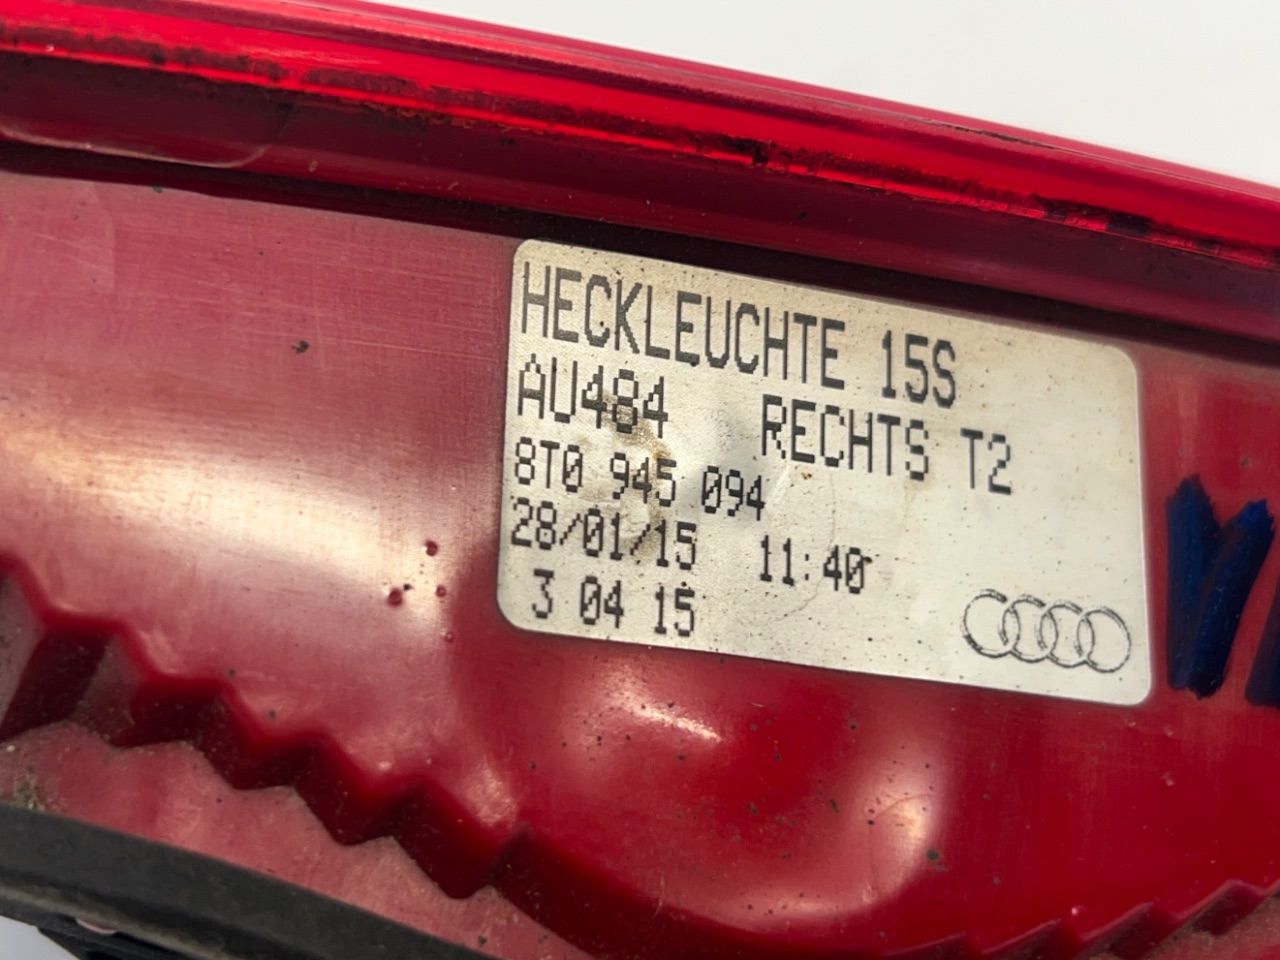 HECKLEUCHTE 15S
AU484 RECHTS T2
8T0 945 094
28/01/15 11:40
3 04 15